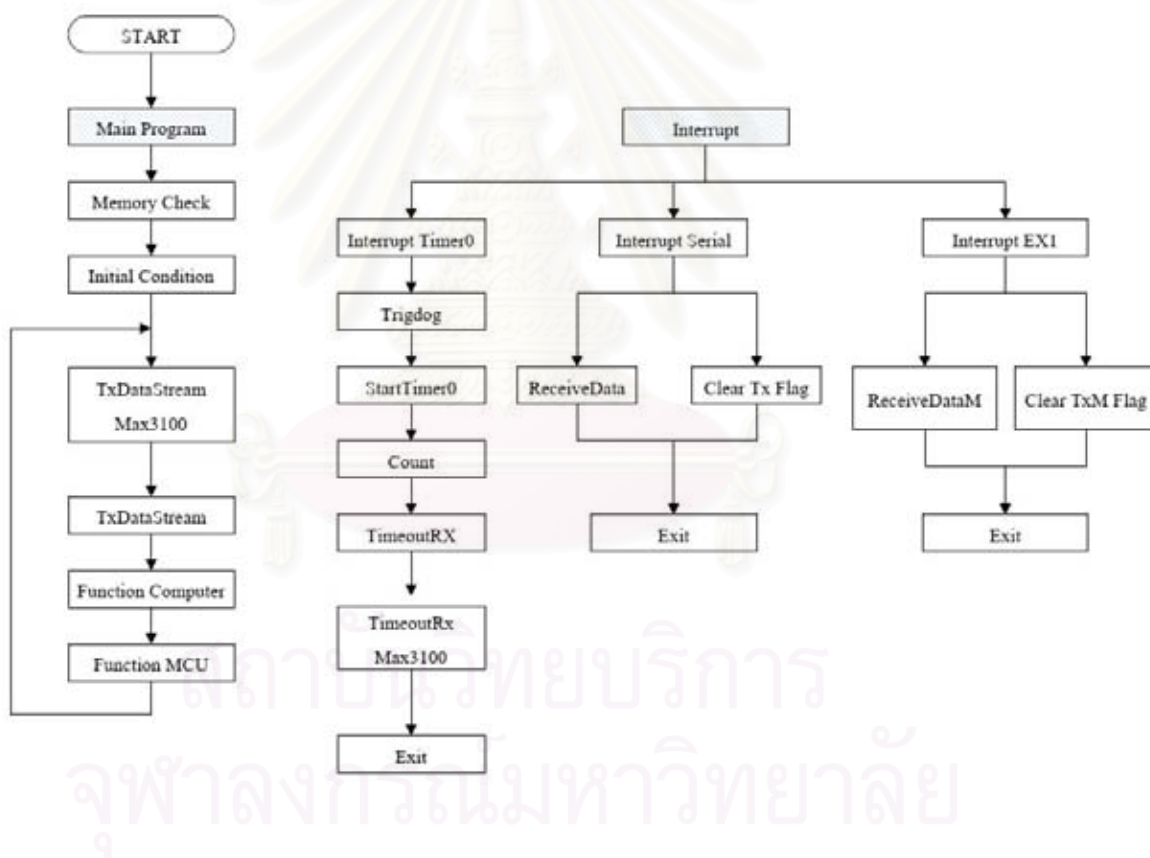 START
Main Program
Memory Check
Initial Condition
TxDataStream
Max3100
TxDataStream
Function Computer
Function MCU
Interrupt
Interrupt Timer0
Trigdog
StartTimer0
Count
TimeoutRX
TimeoutRx
Max3100
Exit
Interrupt Serial
ReceiveData
Clear Tx Flag
Exit
Interrupt EX1
ReceiveDataM
Clear TxM Flag
Exit
สถาบันวิทยบริการ
จุฬาลงกรณ์มหาวิทยาลัย